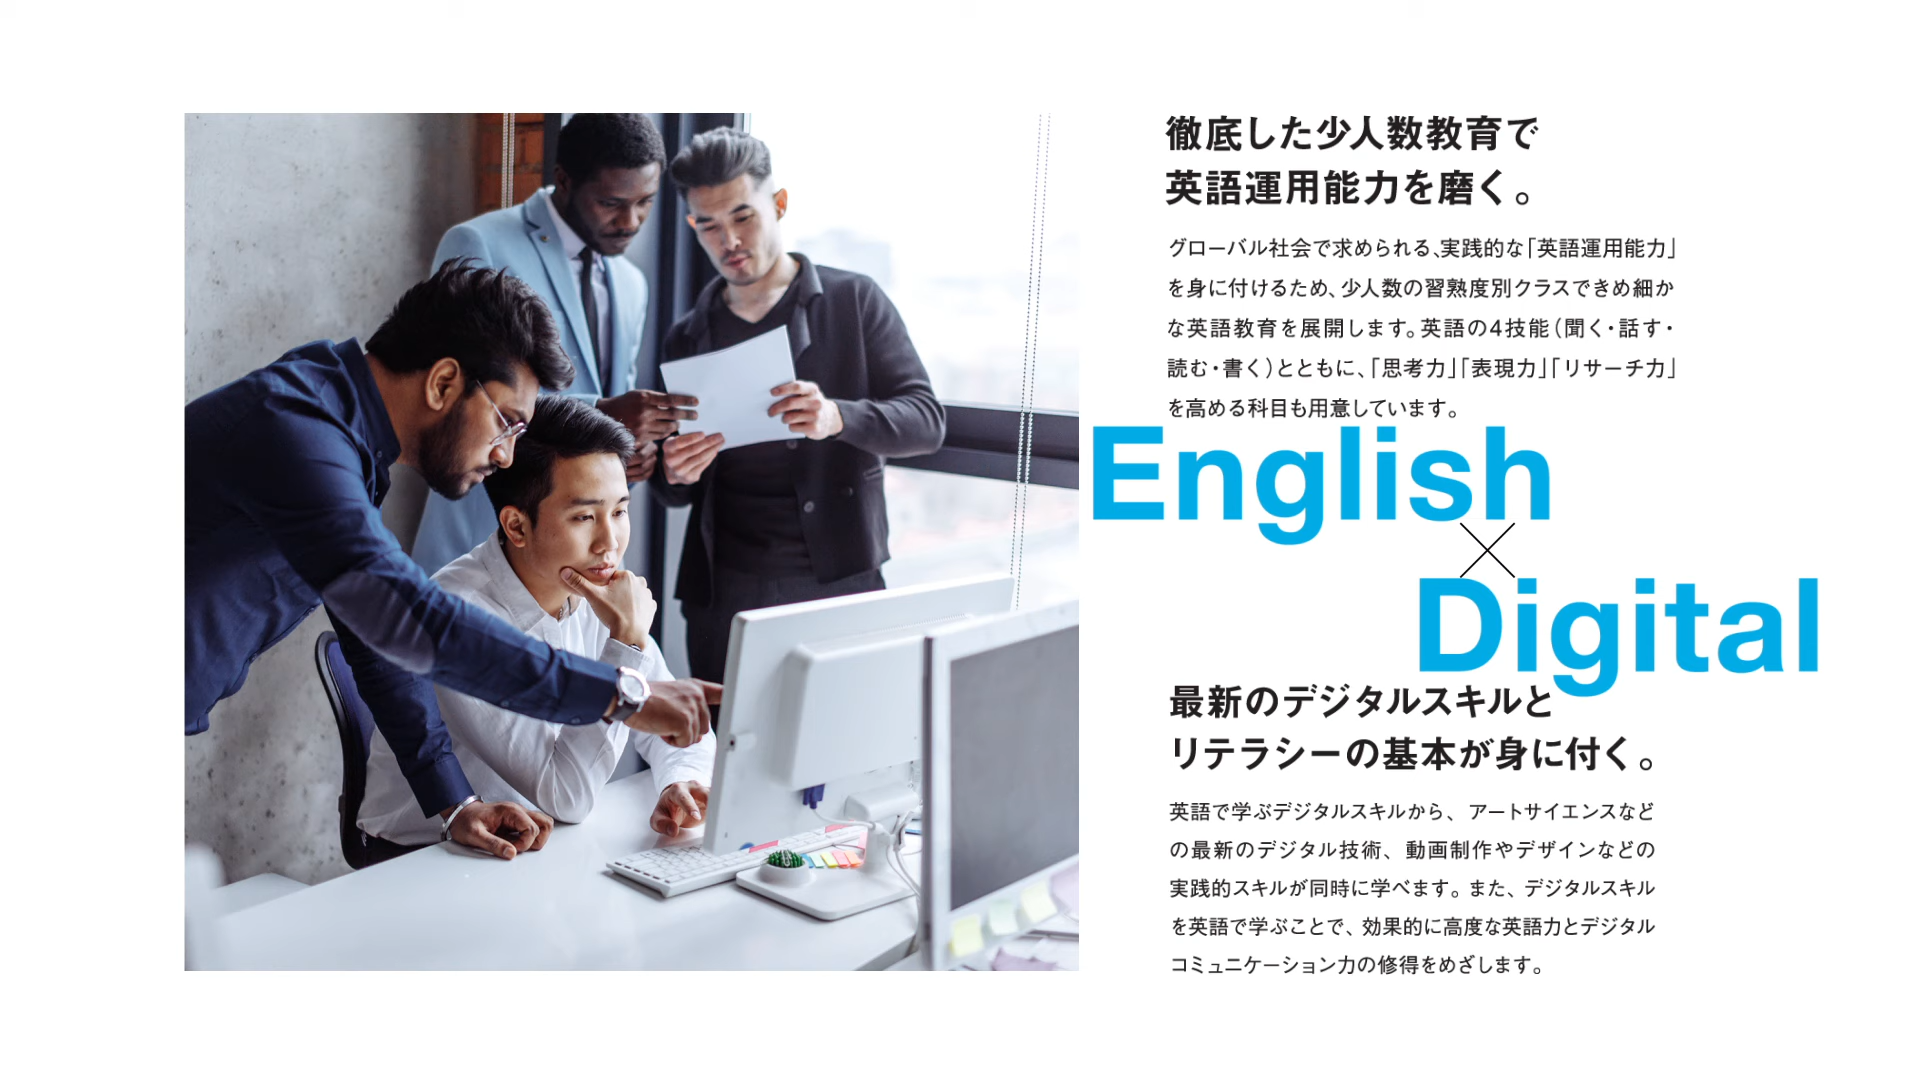 徹底した少人数教育で
英語運用能力を磨く。
グローバル社会で求められる、実践的な「英語運用能力」
を身に付けるため、少人数の習熟度別クラスできめ細か
な英語教育を展開します。英語の4技能（聞く・話す・
読む・書く）とともに、「思考力」「表現力」「リサーチ力」
を高める科目も用意しています。
English
×
Digital
最新のデジタルスキルと
リテラシーの基本が身に付く。
英語で学ぶデジタルスキルから、アートサイエンスなど
の最新のデジタル技術、動画制作やデザインなどの
実践的スキルが同時に学べます。また、デジタルスキル
を英語で学ぶことで、効果的に高度な英語力とデジタル
コミュニケーション力の修得をめざします。